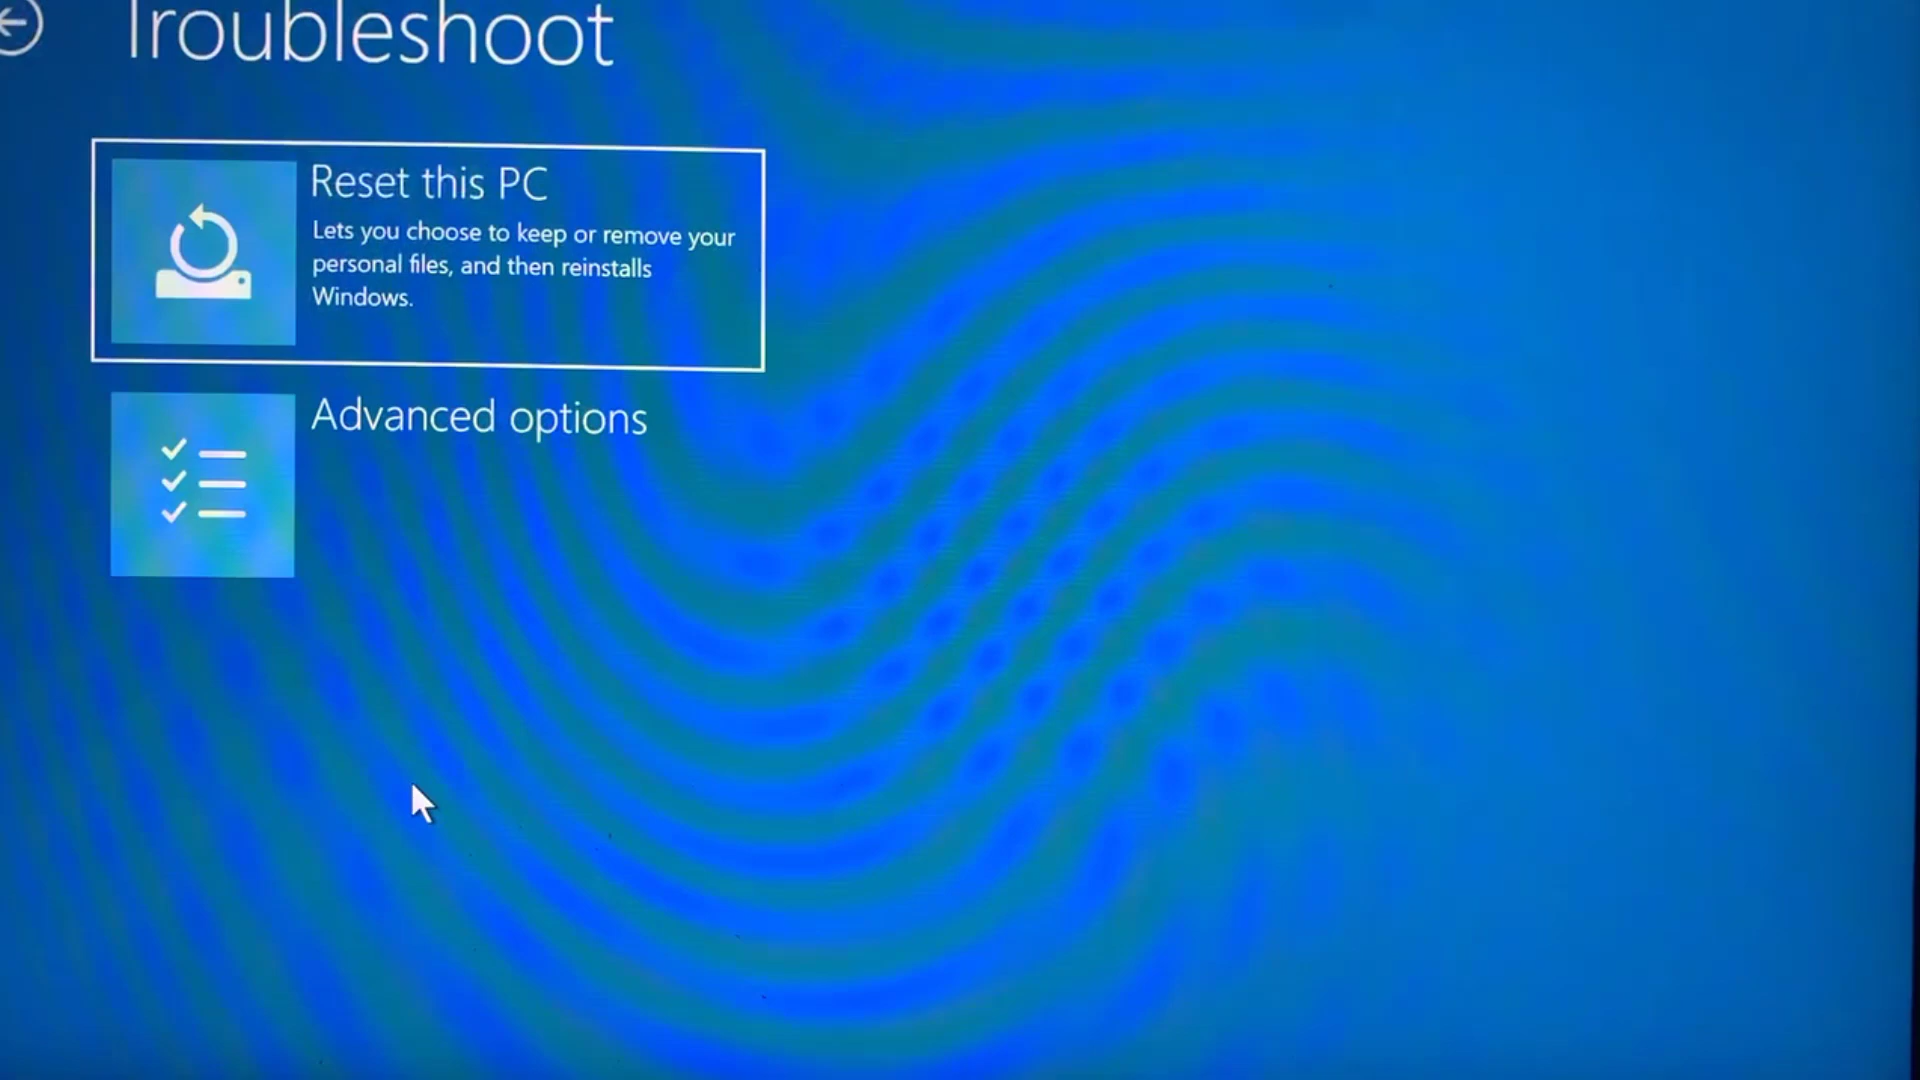 Troubleshoot
Reset this PC
Lets you choose to keep or remove your
personal files, and then reinstalls
Windows.
Advanced options